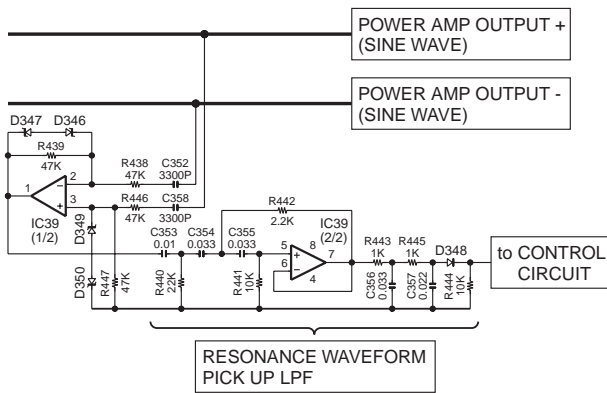 POWER AMP OUTPUT +
(SINE WAVE)
POWER AMP OUTPUT -
(SINE WAVE)
D347 D346
R439
47K
1
2
3
IC39
(1/2)
R438
47K
C352
3300P
R446
47K
C358
3300P
D349
D350
R447
47K
C353
0.01
C354
0.033
C355
0.033
R440
22K
R441
10K
R442
2.2K
IC39
(2/2)
5
6
8
7
4
R443
1K
R445
1K
D348
C356
0.033
C357
0.022
R444
10K
to CONTROL
CIRCUIT
RESONANCE WAVEFORM
PICK UP LPF